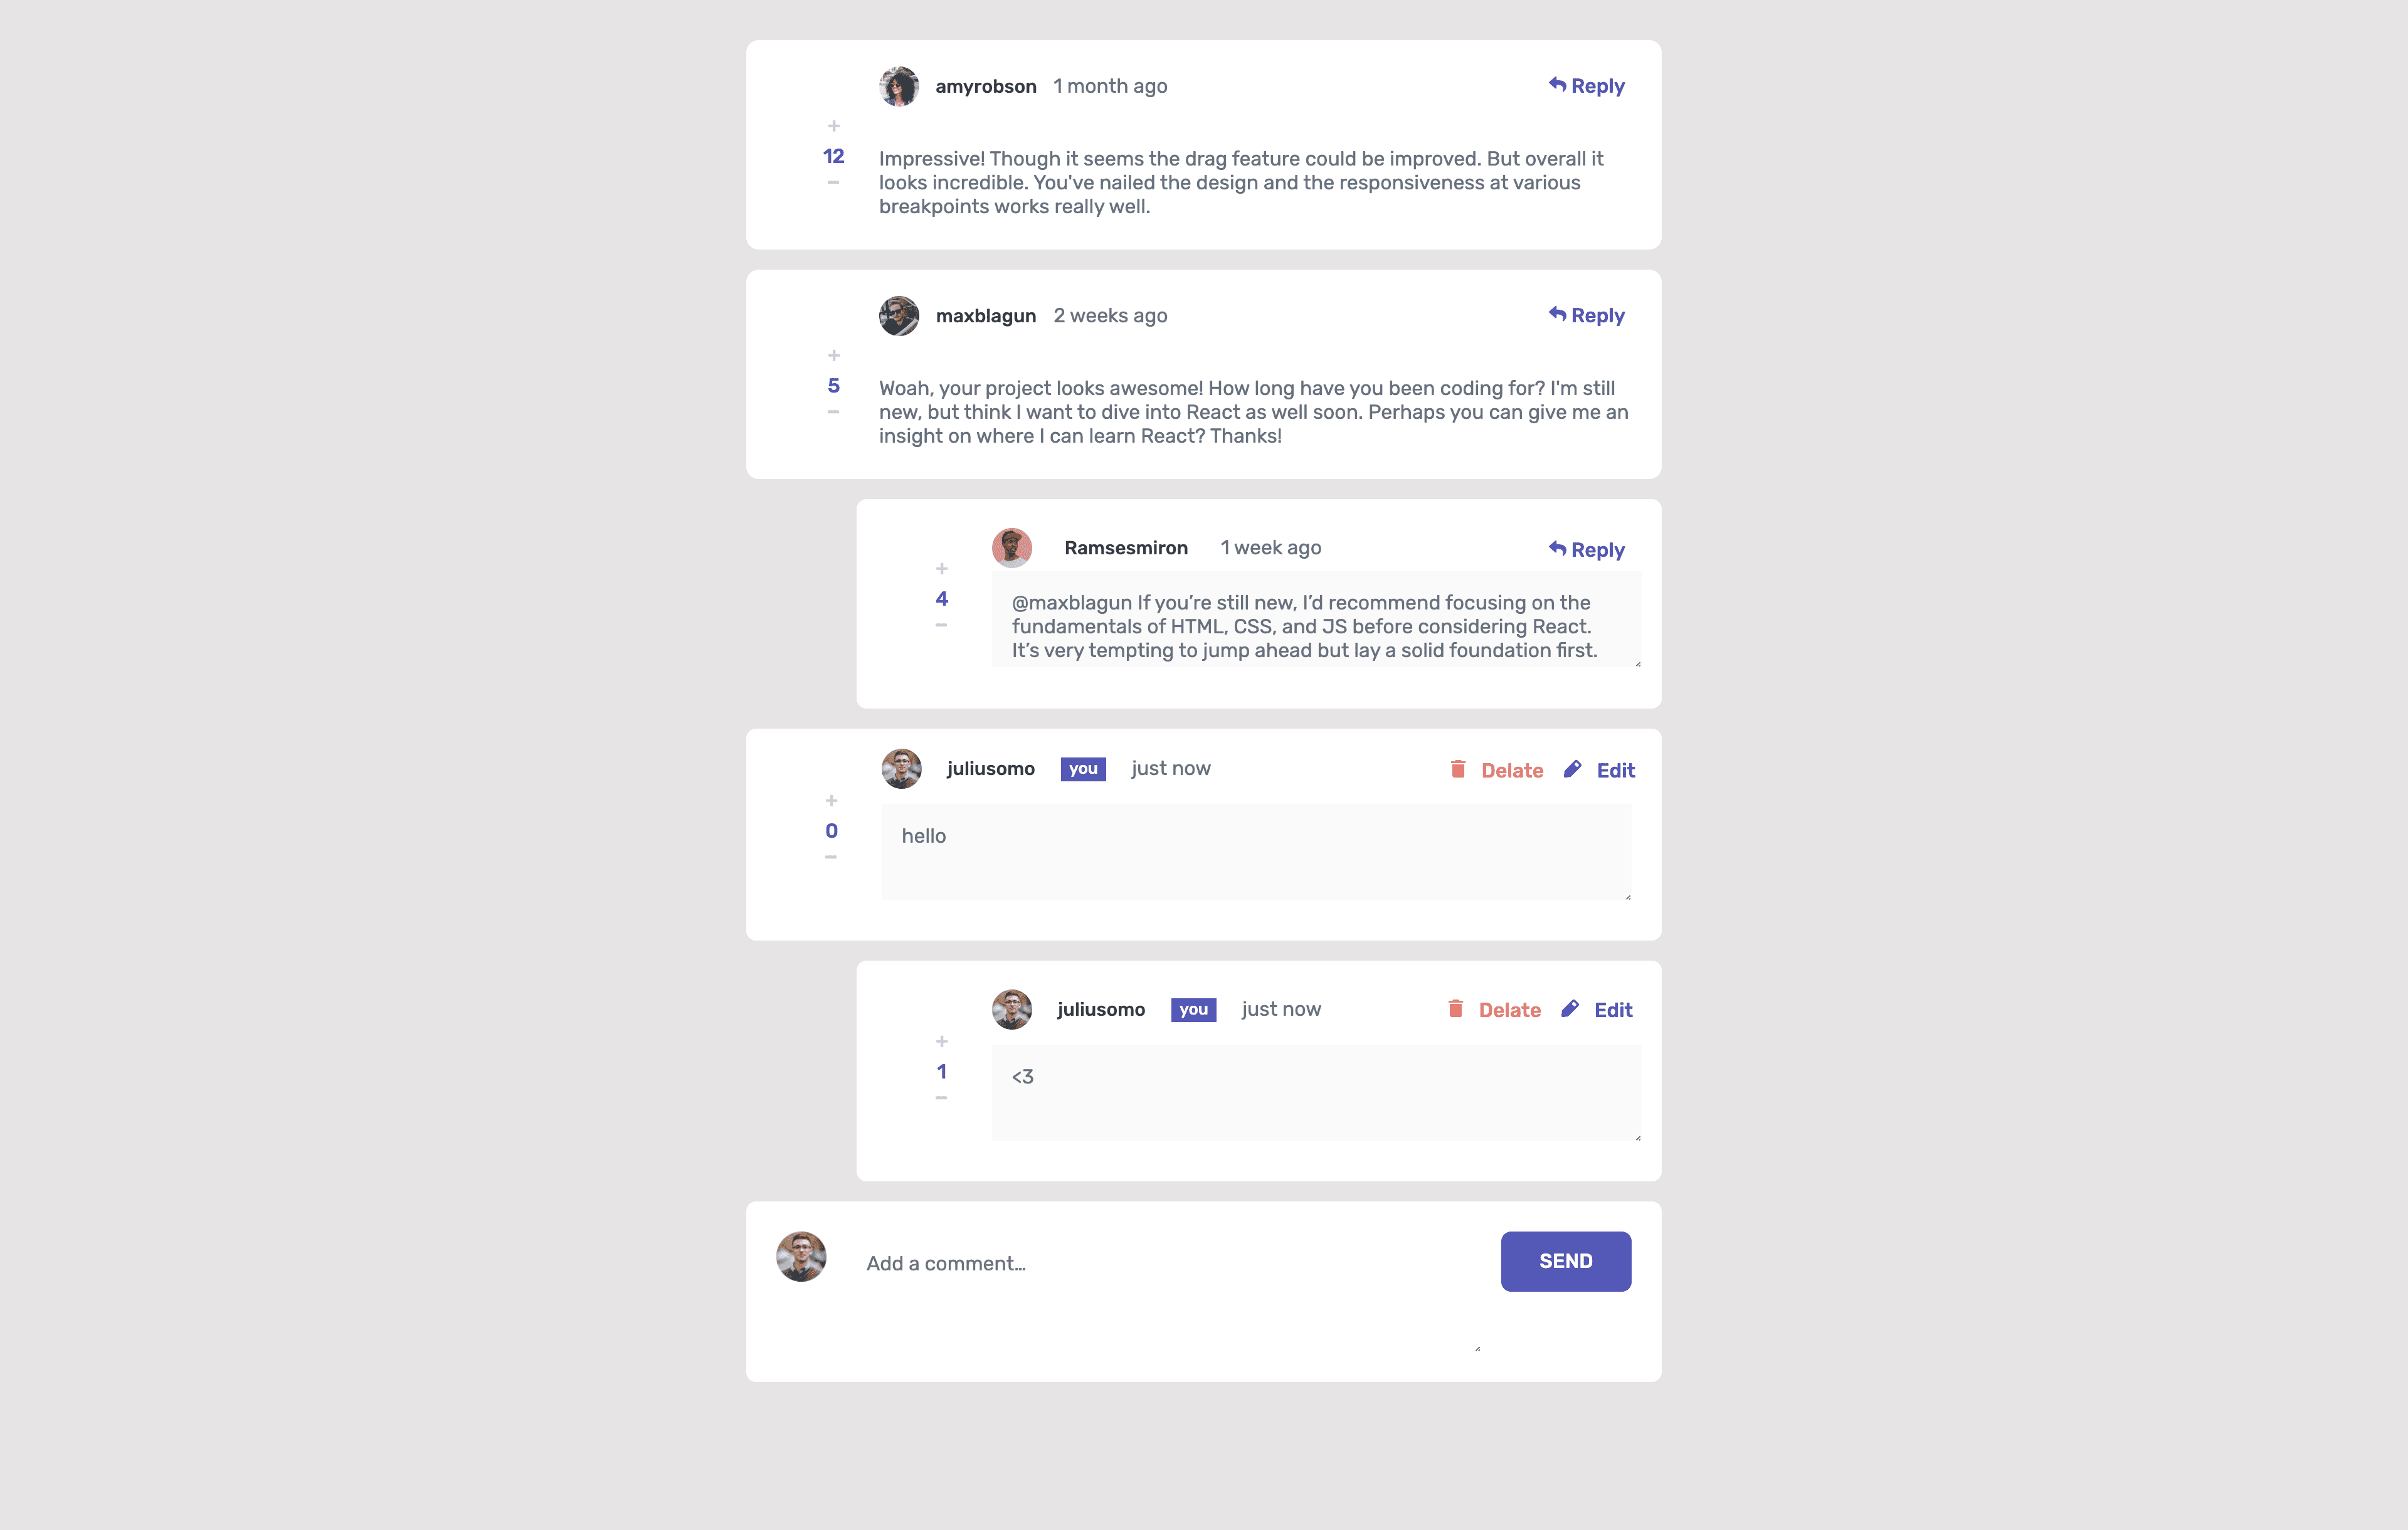 amyrobson 1 month ago Reply
+
12
−
Impressive! Though it seems the drag feature could be improved. But overall it
looks incredible. You've nailed the design and the responsiveness at various
breakpoints works really well.
maxblagun 2 weeks ago Reply
+
5
−
Woah, your project looks awesome! How long have you been coding for? I'm still
new, but think I want to dive into React as well soon. Perhaps you can give me an
insight on where I can learn React? Thanks!
Ramsesmiron 1 week ago Reply
+
4
−
@maxblagun If you’re still new, I’d recommend focusing on the
fundamentals of HTML, CSS, and JS before considering React.
It’s very tempting to jump ahead but lay a solid foundation first.
juliusomo you just now Delate Edit
+
0
−
hello
juliusomo you just now Delate Edit
+
1
−
<3
Add a comment... SEND